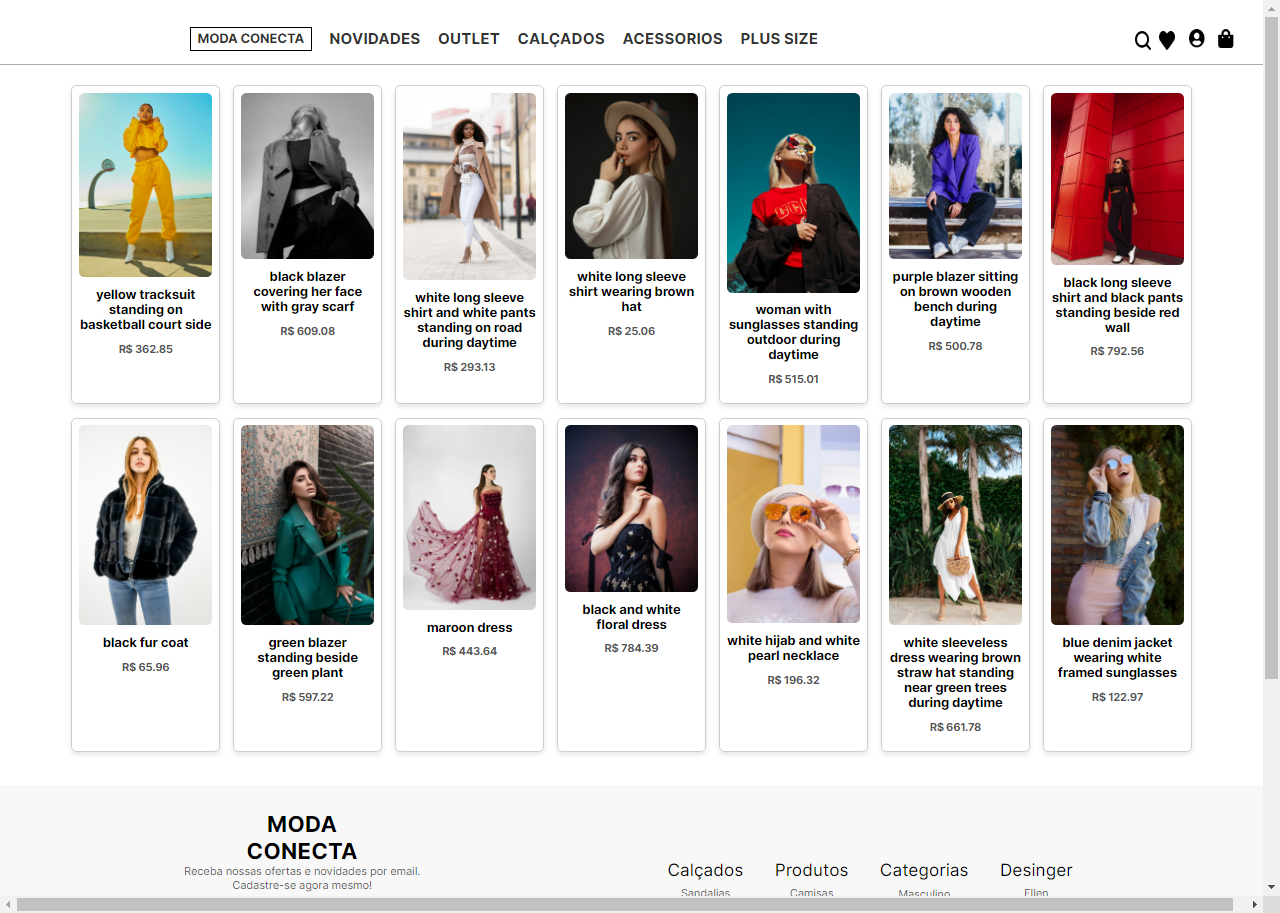 MODA CONECTA NOVIDADES OUTLET CALÇADOS ACESSORIOS PLUS SIZE
yellow tracksuit
standing on
basketball court side
R$ 362.85
black blazer
covering her face
with gray scarf
R$ 609.08
white long sleeve
shirt and white pants
standing on road
during daytime
R$ 293.13
white long sleeve
shirt wearing brown
hat
R$ 25.06
woman with
sunglasses standing
outdoor during
daytime
R$ 515.01
purple blazer sitting
on brown wooden
bench during
daytime
R$ 500.78
black long sleeve
shirt and black pants
standing beside red
wall
R$ 792.56
black fur coat
R$ 65.96
green blazer
standing beside
green plant
R$ 597.22
maroon dress
R$ 443.64
black and white
floral dress
R$ 784.39
white hijab and white
pearl necklace
R$ 196.32
white sleeveless
dress wearing brown
straw hat standing
near green trees
during daytime
R$ 661.78
blue denim jacket
wearing white
framed sunglasses
R$ 122.97
MODA
CONECTA
Receba nossas ofertas e novidades por email.
Cadastre-se agora mesmo!
Calçados Produtos Categorias Desinger
Sandalias Camisas Masculino Ellen